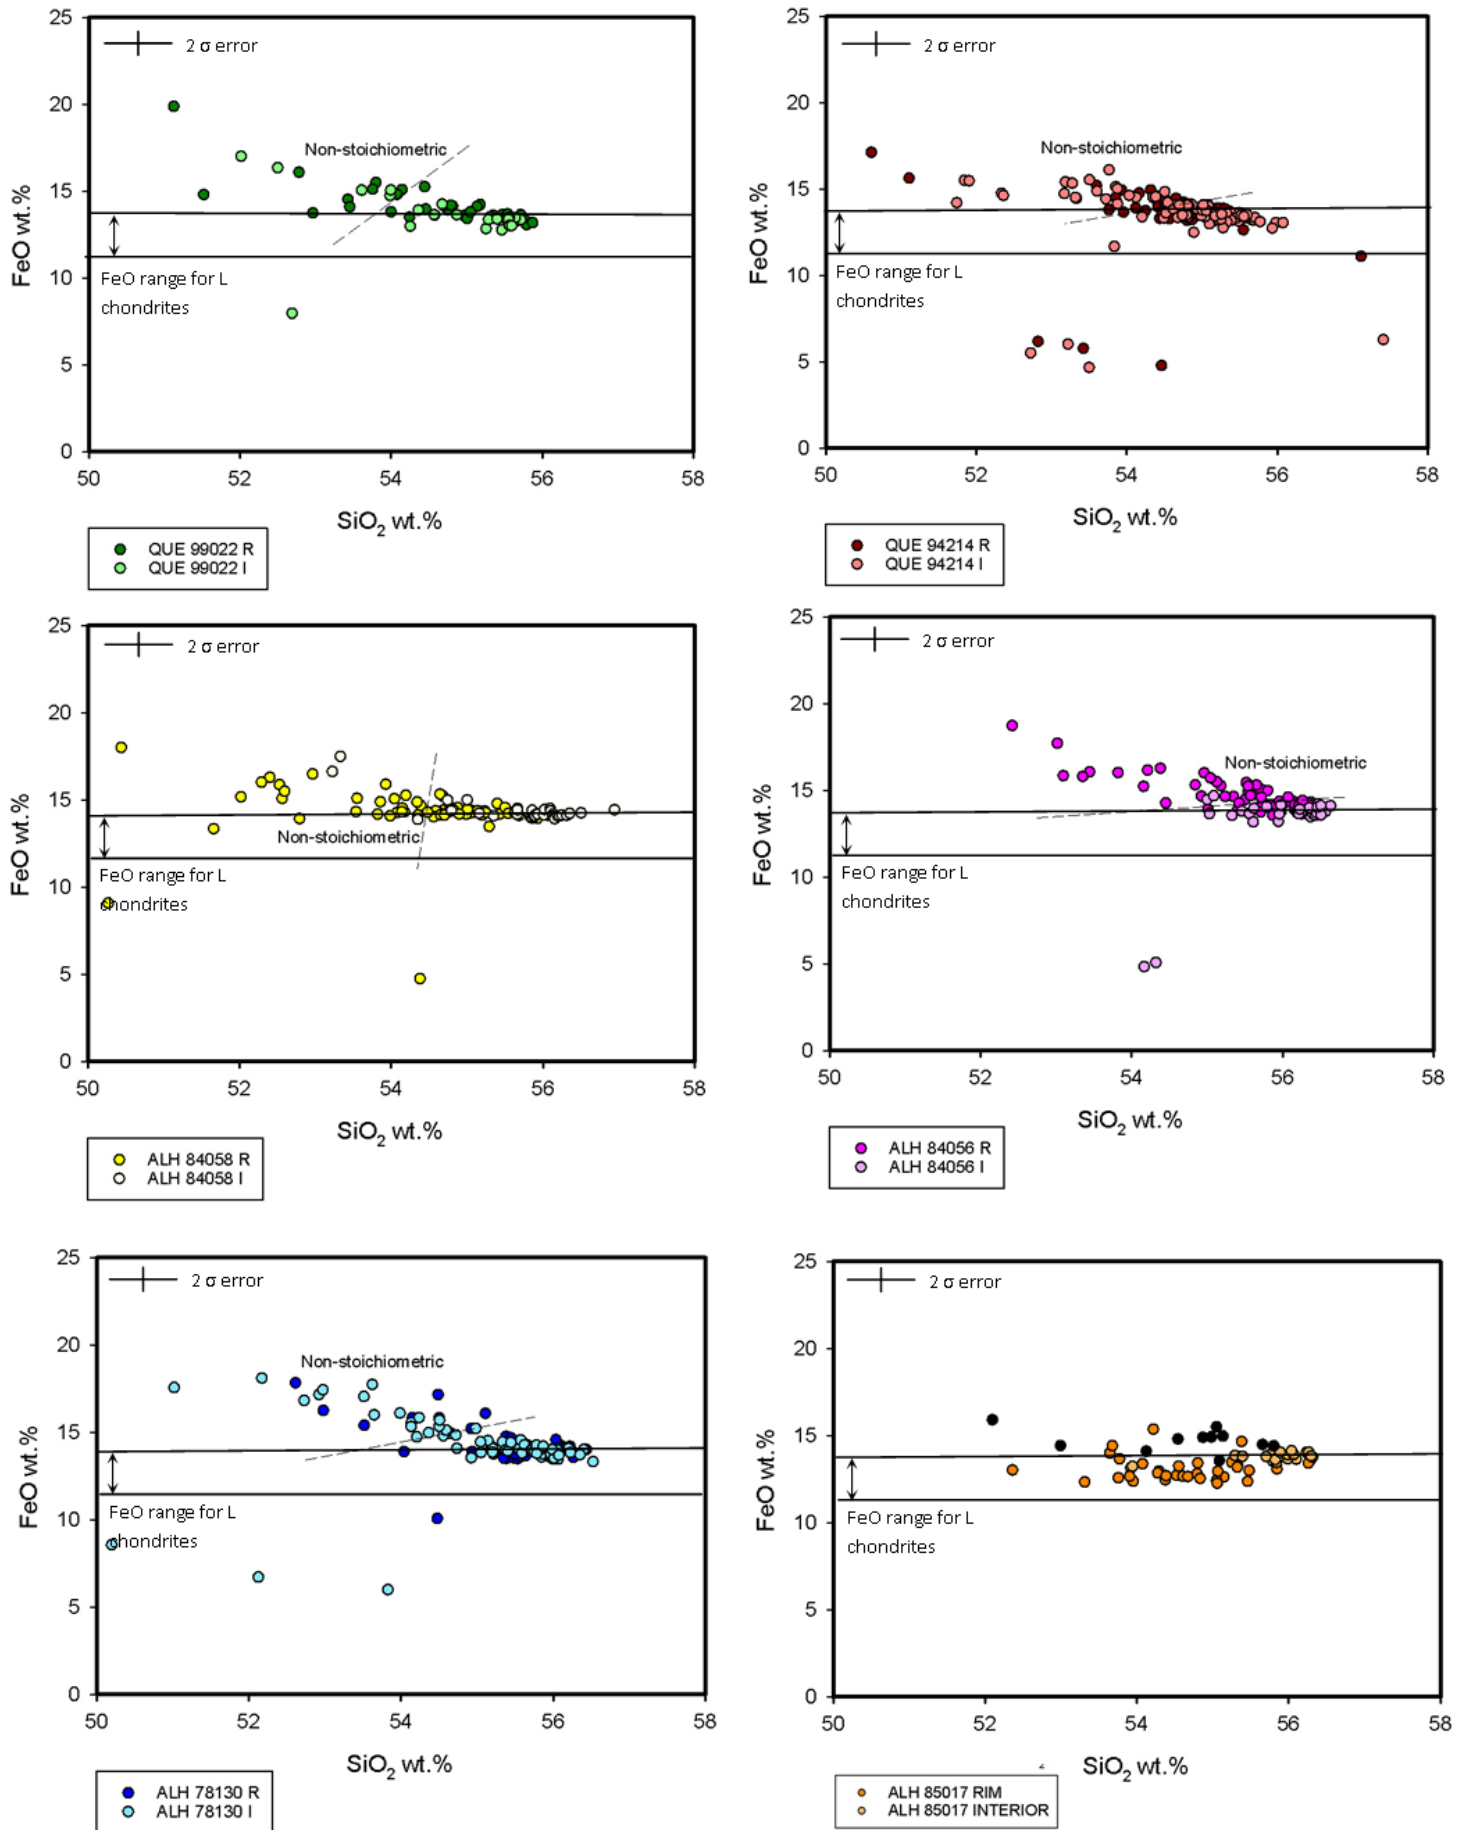 25
2 σ error
20
Non-stoichiometric
15
FeO wt.%
10
FeO range for L
chondrites
5
0
50
52
54
56
58
SiO2 wt.%
QUE 99022 R
QUE 99022 I
25
2 σ error
20
Non-stoichiometric
15
FeO wt.%
10
FeO range for L
chondrites
5
0
50
52
54
56
58
SiO2 wt.%
QUE 94214 R
QUE 94214 I
25
2 σ error
20
15
Non-stoichiometric
FeO wt.%
FeO range for L
10
chondrites
5
0
50
52
54
56
58
SiO2 wt.%
ALH 84058 R
ALH 84058 I
25
2 σ error
20
Non-stoichiometric
15
FeO wt.%
FeO range for L
10
chondrites
5
0
50
52
54
56
58
SiO2 wt.%
ALH 84056 R
ALH 84056 I
25
2 σ error
20
Non-stoichiometric
15
FeO wt.%
FeO range for L
10
chondrites
5
0
50
52
54
56
58
SiO2 wt.%
ALH 78130 R
ALH 78130 I
25
2 σ error
20
15
FeO wt.%
FeO range for L
10
chondrites
5
0
50
52
54
56
58
2
SiO2 wt.%
ALH 85017 RIM
ALH 85017 INTERIOR